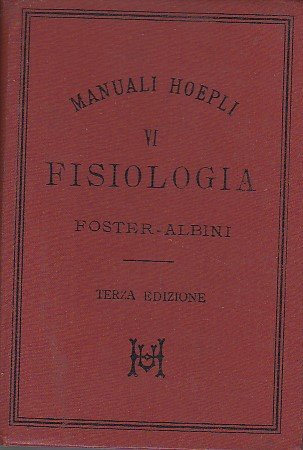 MANUALI HOEPLI
VI
FISIOLOGIA
FOSTER-ALBINI
TERZA EDIZIONE